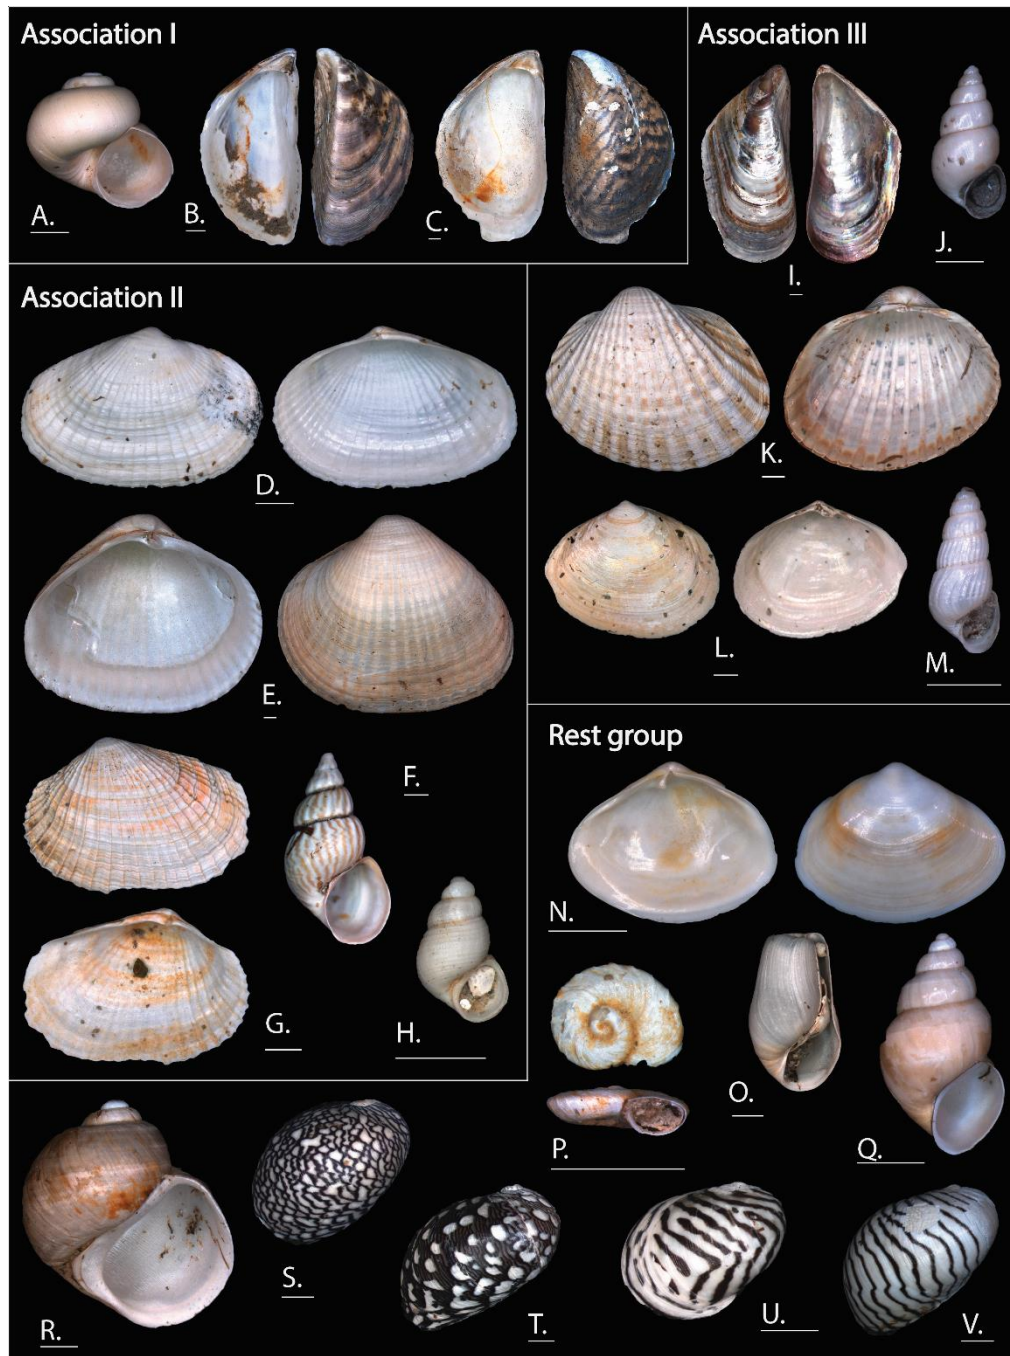 Association I
A.
B.
C.
Association III
I.
J.
Association II
D.
E.
F.
G.
H.
K.
L.
M.
Rest group
N.
O.
P.
Q.
R.
S.
T.
U.
V.